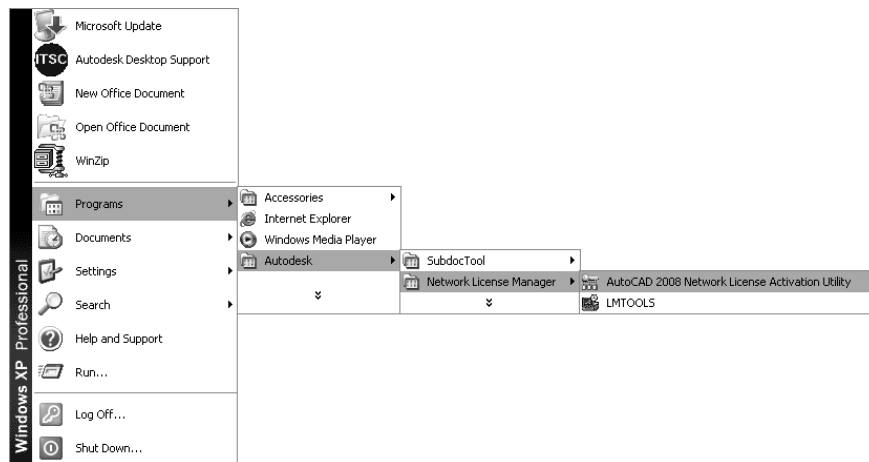 Microsoft Update
ITSC
Autodesk Desktop Support
New Office Document
Open Office Document
WinZip
Programs
Documents
Settings
Search
Help and Support
Run...
Log Off...
Shut Down...
Windows XP Professional
Accessories
Internet Explorer
Windows Media Player
Autodesk
SubdocTool
Network License Manager
AutoCAD 2008 Network License Activation Utility
LMTOOLS